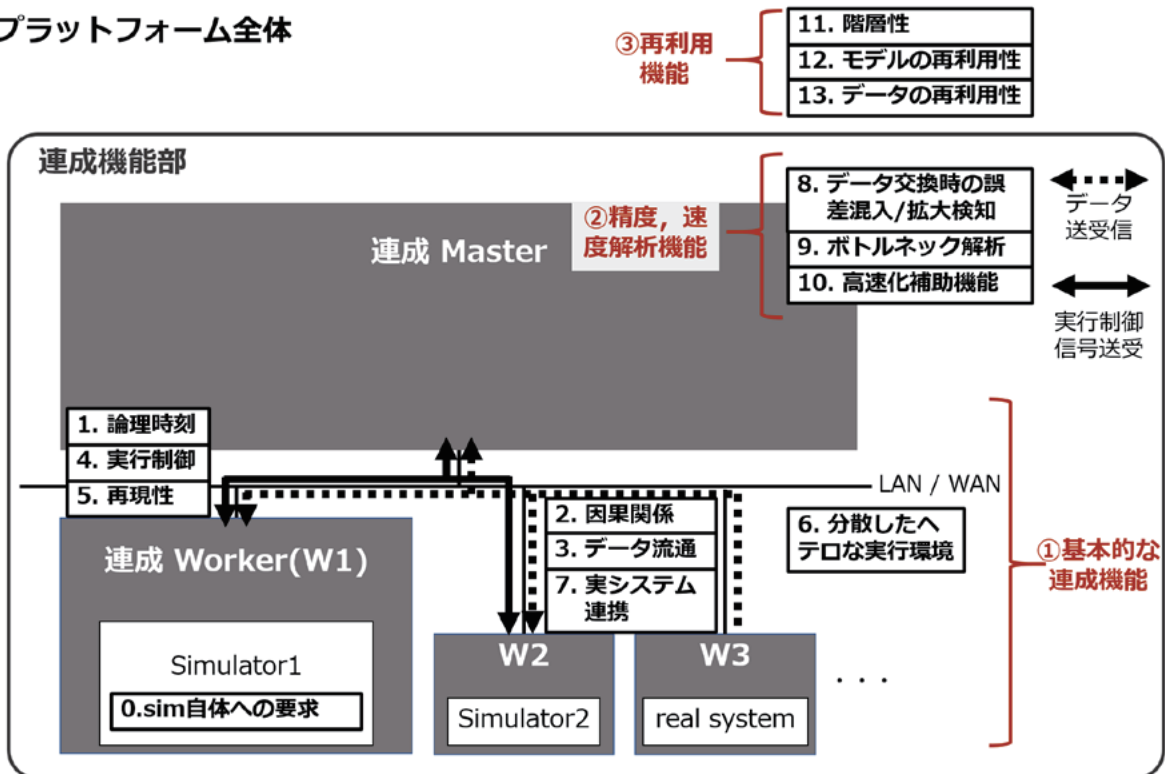 プラットフォーム全体
③再利用
機能
11. 階層性
12. モデルの再利用性
13. データの再利用性
連成機能部
連成 Master
②精度，速
度解析機能
8. データ交換時の誤
差混入/拡大検知
9. ボトルネック解析
10. 高速化補助機能
データ
送受信
実行制御
信号送受
1. 論理時刻
4. 実行制御
5. 再現性
LAN / WAN
2. 因果関係
3. データ流通
7. 実システム
連携
6. 分散したヘ
テロな実行環境
①基本的な
連成機能
連成 Worker(W1)
Simulator1
0.sim自体への要求
W2
Simulator2
W3
real system
. . .